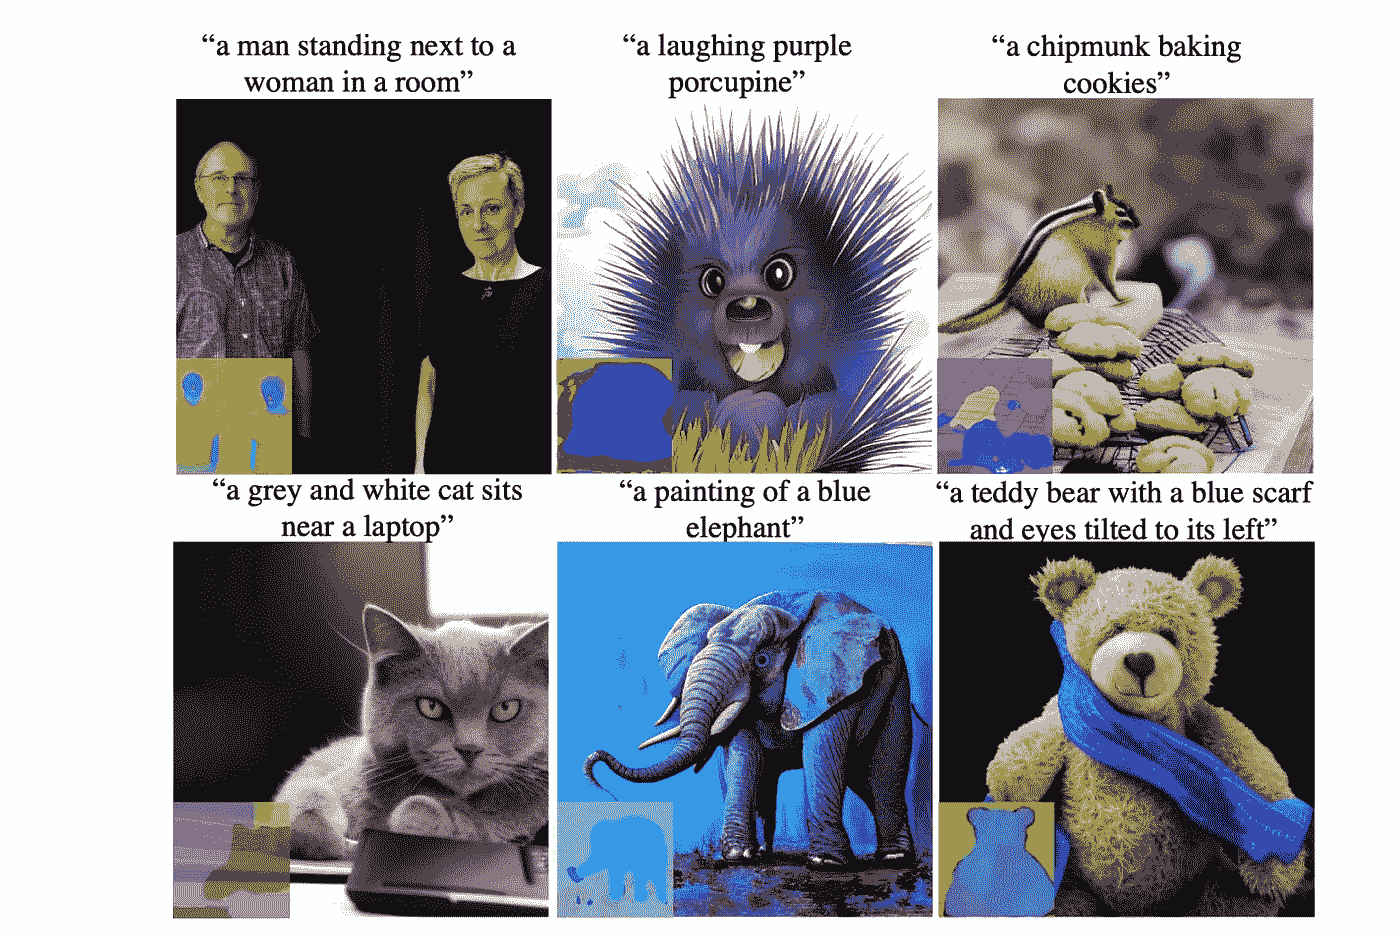 “a man standing next to a
woman in a room”
“a laughing purple
porcupine”
“a chipmunk baking
cookies”
“a grey and white cat sits
near a laptop”
“a painting of a blue
elephant”
“a teddy bear with a blue scarf
and eyes tilted to its left”